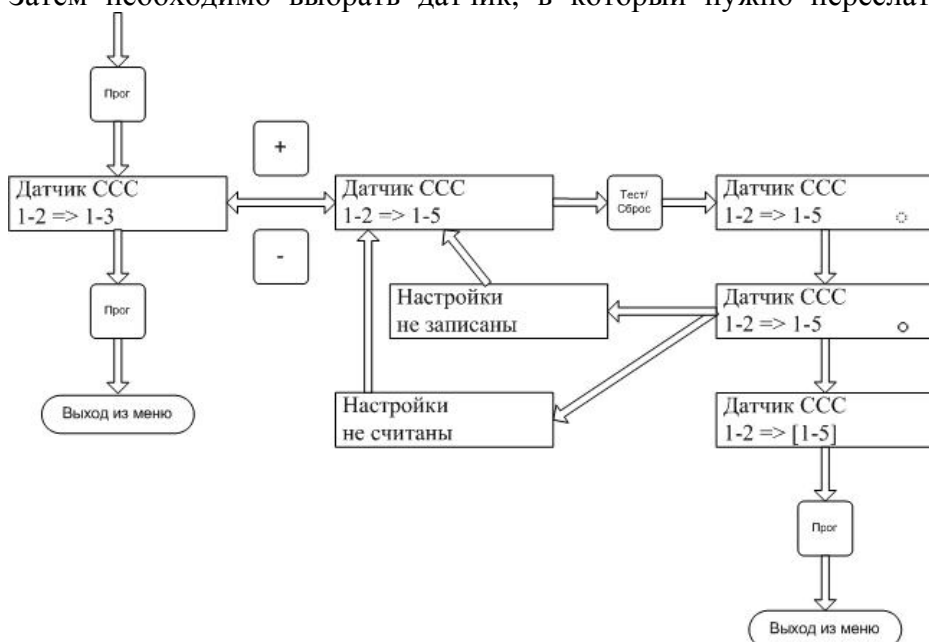 Затем необходимо выбрать датчик, в который нужно переслат
Прог
+
Датчик ССС
1-2 => 1-3
Датчик ССС
1-2 => 1-5
Тест/
Сброс
Датчик ССС
1-2 => 1-5
-
Прог
Настройки
не записаны
Датчик ССС
1-2 => 1-5
Выход из меню
Настройки
не считаны
Датчик ССС
1-2 => [1-5]
Прог
Выход из меню